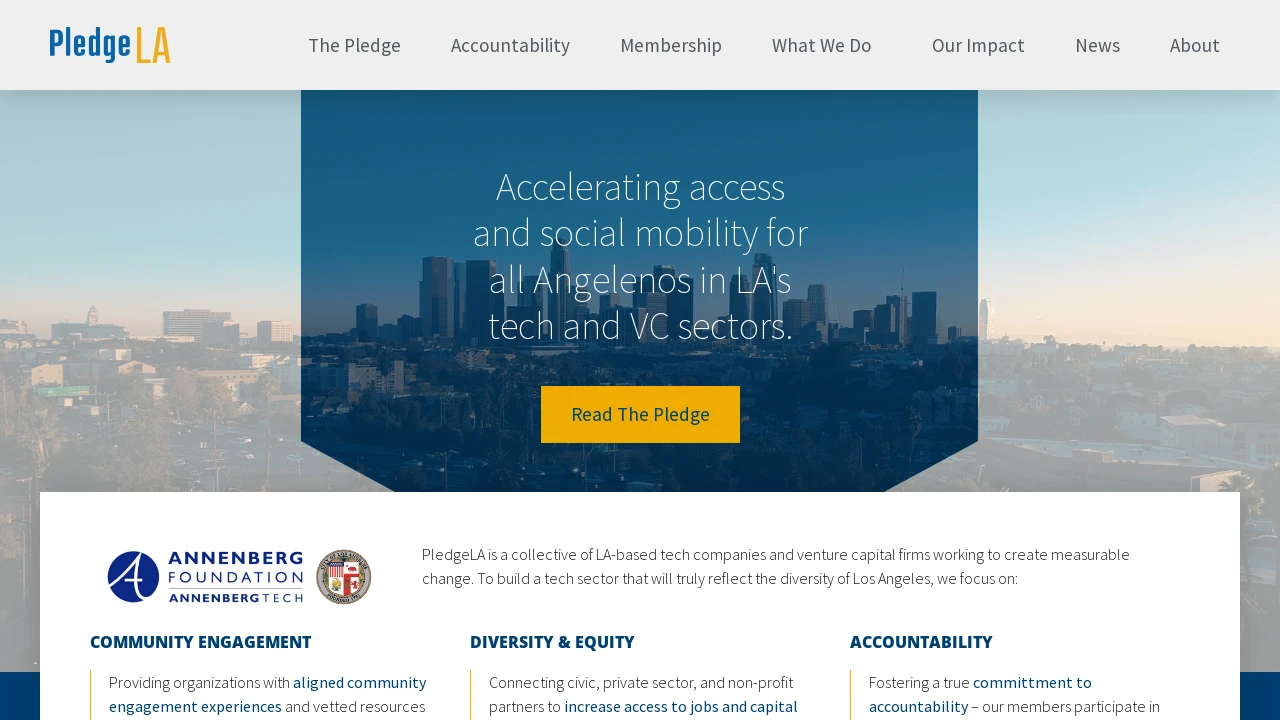 PledgeLA
The Pledge
Accountability
Membership
What We Do
Our Impact
News
About
Accelerating access
and social mobility for
all Angelenos in LA's
tech and VC sectors.
Read The Pledge
ANNENBERG
FOUNDATION
ANNENBERGTECH
PledgeLA is a collective of LA-based tech companies and venture capital firms working to create measurable
change. To build a tech sector that will truly reflect the diversity of Los Angeles, we focus on:
COMMUNITY ENGAGEMENT
Providing organizations with aligned community
engagement experiences and vetted resources
DIVERSITY & EQUITY
Connecting civic, private sector, and non-profit
partners to increase access to jobs and capital
ACCOUNTABILITY
Fostering a true committment to
accountability – our members participate in